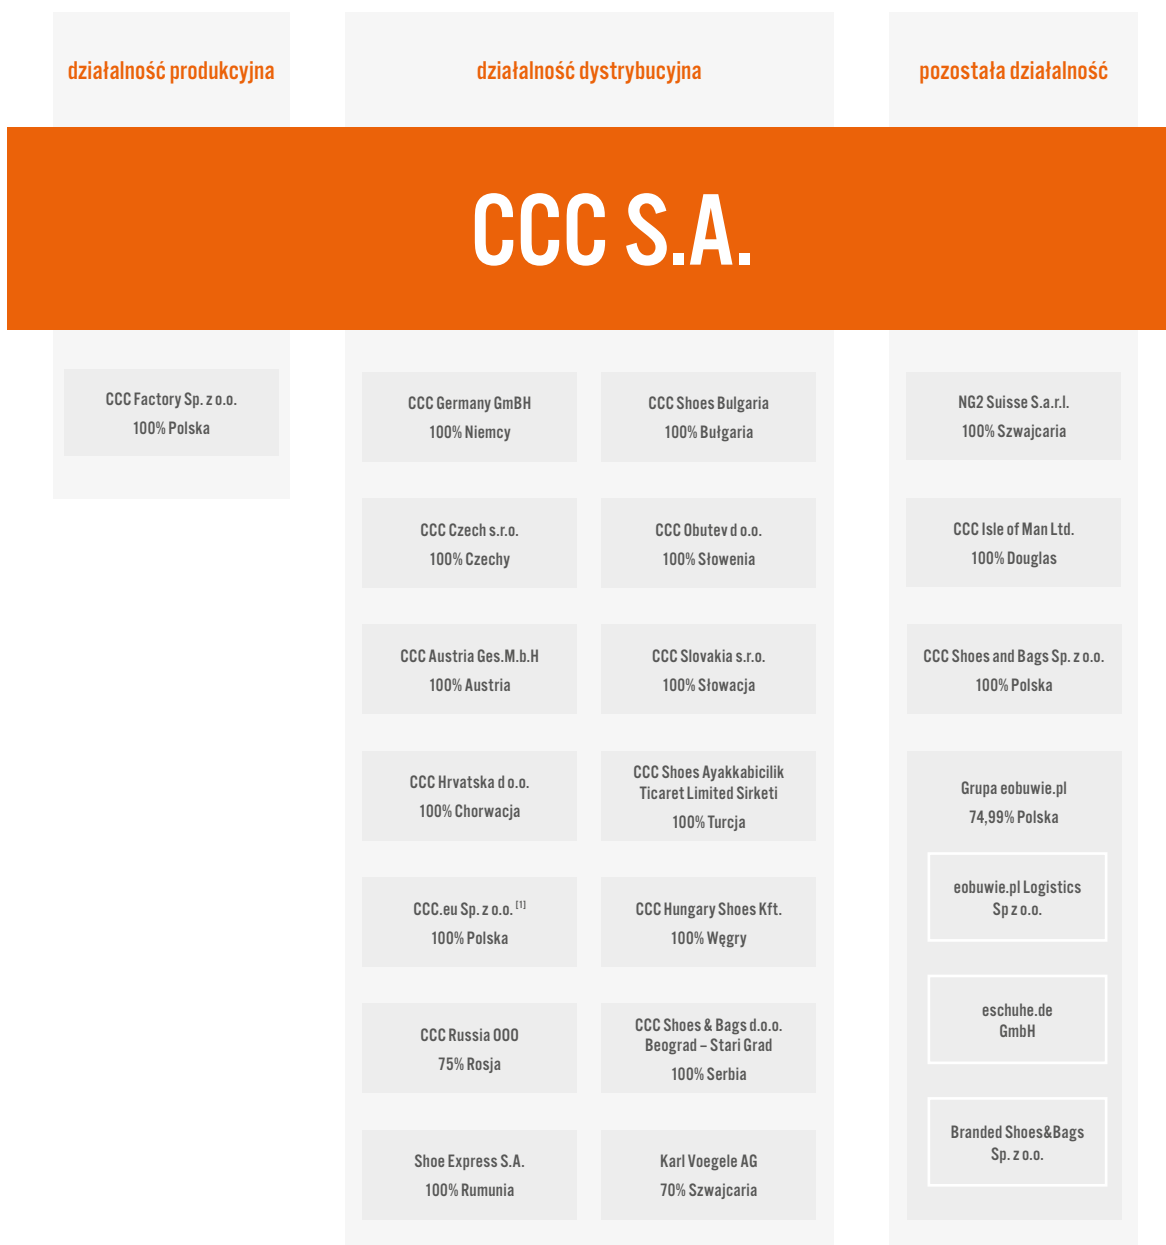 działalność produkcyjna
działalność dystrybucyjna
pozostała działalność
CCC S.A.
CCC Factory Sp. z o.o.
100% Polska
CCC Germany GmBH
100% Niemcy
CCC Shoes Bulgaria
100% Bułgaria
CCC Czech s.r.o.
100% Czechy
CCC Obutev d o.o.
100% Słowenia
CCC Austria Ges.M.b.H
100% Austria
CCC Slovakia s.r.o.
100% Słowacja
CCC Hrvatska d o.o.
100% Chorwacja
CCC Shoes Ayakkabicilik
Ticaret Limited Sirketi
100% Turcja
CCC.eu Sp. z o.o. [1]
100% Polska
CCC Hungary Shoes Kft.
100% Węgry
CCC Russia OOO
75% Rosja
CCC Shoes & Bags d.o.o.
Beograd – Stari Grad
100% Serbia
Shoe Express S.A.
100% Rumunia
Karl Voegele AG
70% Szwajcaria
NG2 Suisse S.a.r.l.
100% Szwajcaria
CCC Isle of Man Ltd.
100% Douglas
CCC Shoes and Bags Sp. z o.o.
100% Polska
Grupa eobuwie.pl
74,99% Polska
eobuwie.pl Logistics
Sp z o.o.
eschuhe.de
GmbH
Branded Shoes&Bags
Sp. z o.o.